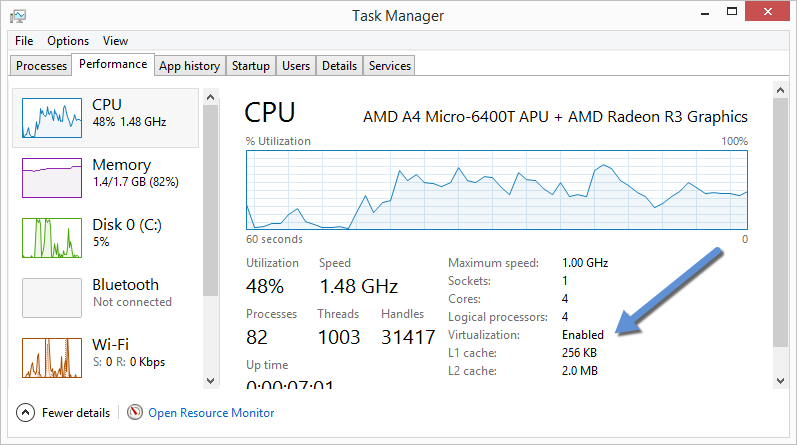 Task Manager
File Options View
Processes Performance App history Startup Users Details Services
CPU
48% 1.48 GHz
Memory
1.4/1.7 GB (82%)
Disk 0 (C:)
5%
Bluetooth
Not connected
Wi-Fi
S: 0 R: 0 Kbps
CPU AMD A4 Micro-6400T APU + AMD Radeon R3 Graphics
% Utilization 100%
60 seconds 0
Utilization Speed
48% 1.48 GHz
Processes Threads Handles
82 1003 31417
Up time
0:00:07:01
Maximum speed: 1.00 GHz
Sockets: 1
Cores: 4
Logical processors: 4
Virtualization: Enabled
L1 cache: 256 KB
L2 cache: 2.0 MB
Fewer details Open Resource Monitor